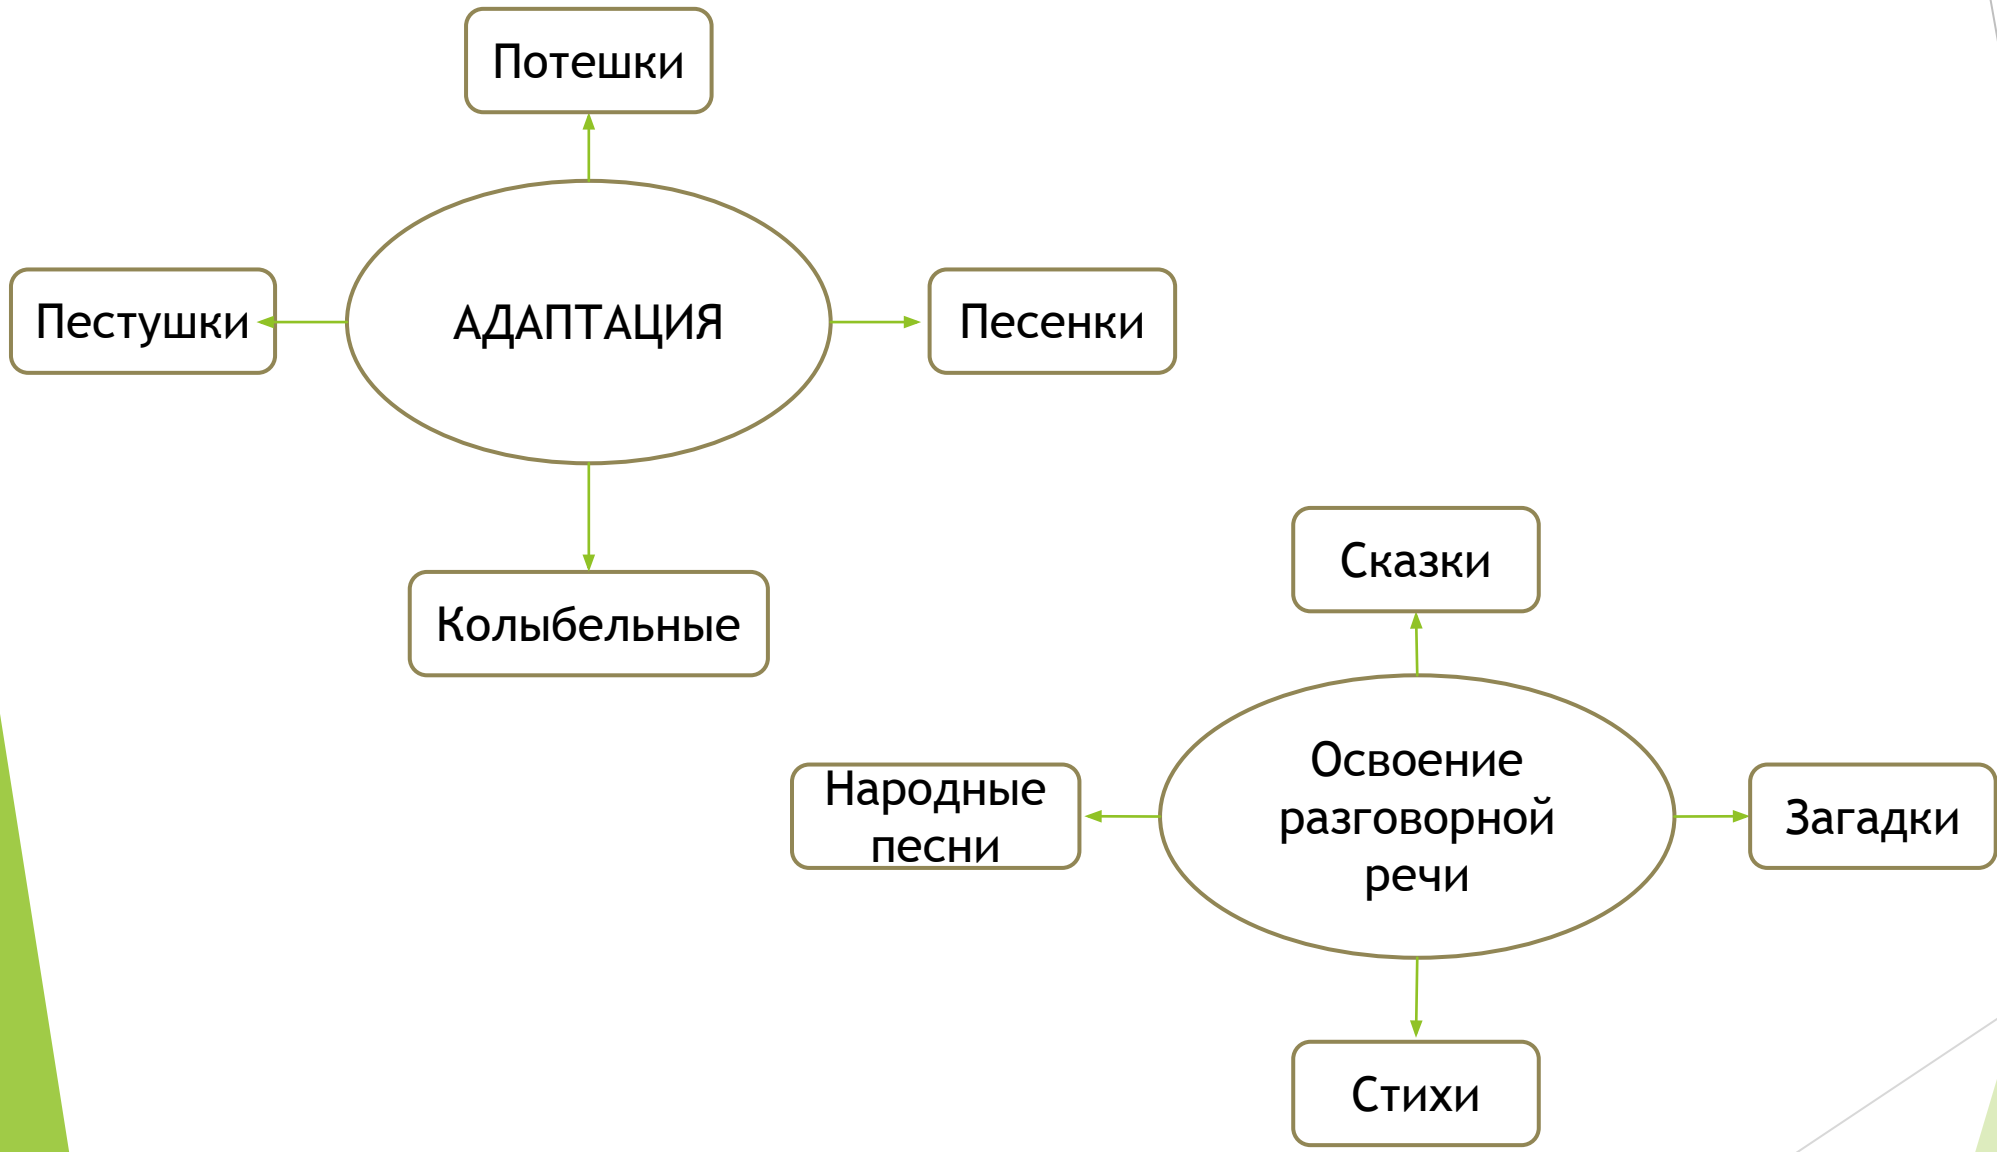 Потешки
Пестушки
АДАПТАЦИЯ
Песенки
Колыбельные
Сказки
Народные
песни
Освоение
разговорной
речи
Загадки
Стихи